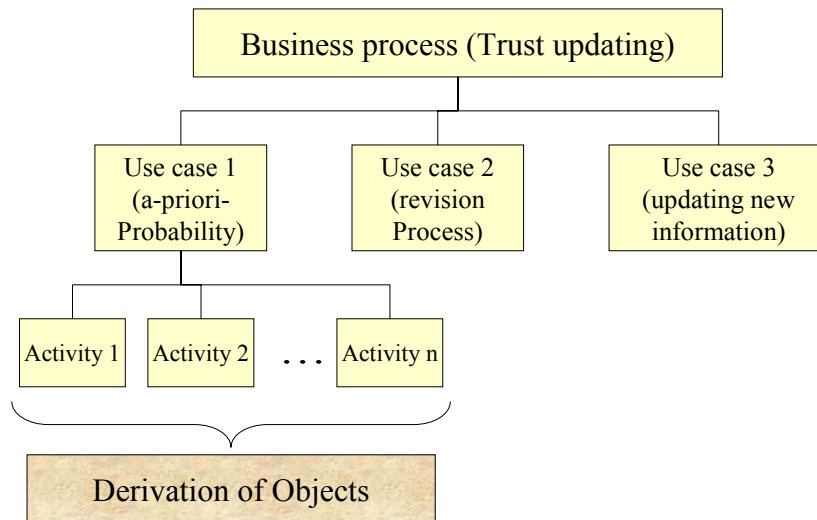 Business process (Trust updating)
Use case 1
(a-priori-
Probability)
Use case 2
(revision
Process)
Use case 3
(updating new
information)
Activity 1
Activity 2
...
Activity n
Derivation of Objects